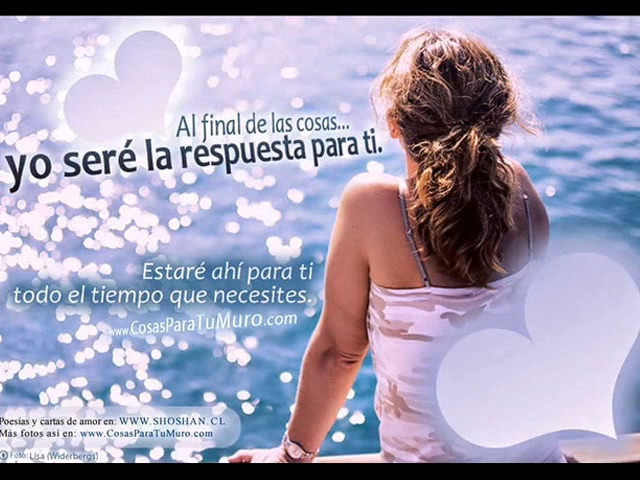 Al final de las cosas...
yo seré la respuesta para ti.
Estaré ahí para ti
todo el tiempo que necesites.
www.CosasParaTuMuro.com
Poesías y cartas de amor en: WWW.SHOSHAN.CL
Más fotos así en: www.CosasParaTuMuro.com
Foto: Lisa (Widerbergs)